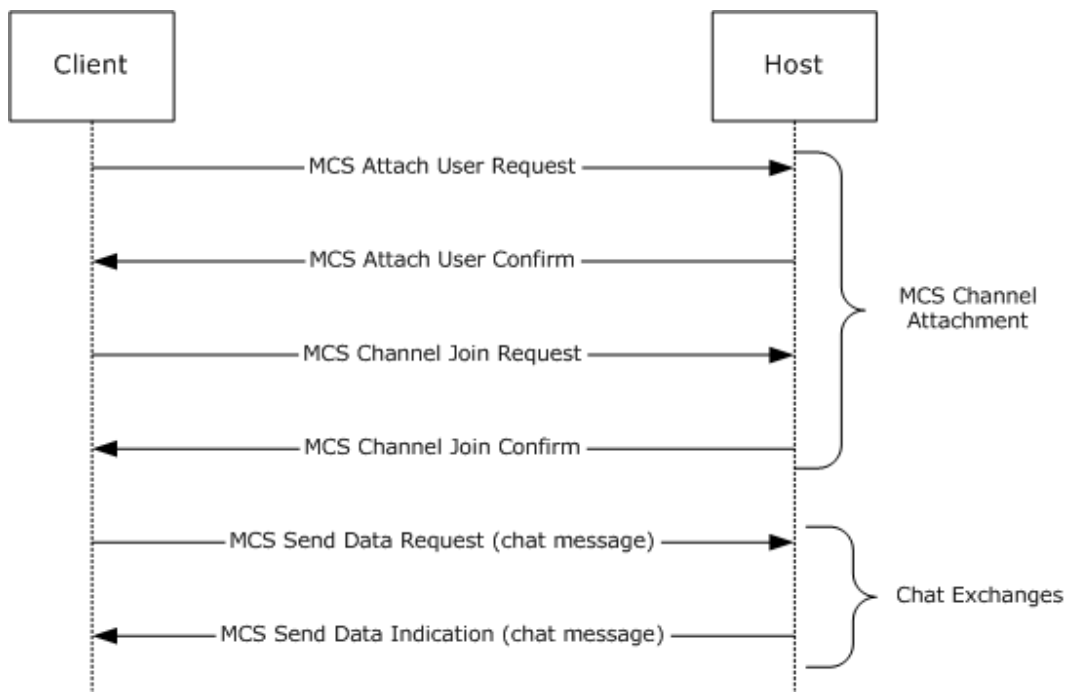 Client
Host
MCS Attach User Request
MCS Attach User Confirm
MCS Channel
Attachment
MCS Channel Join Request
MCS Channel Join Confirm
MCS Send Data Request (chat message)
Chat Exchanges
MCS Send Data Indication (chat message)